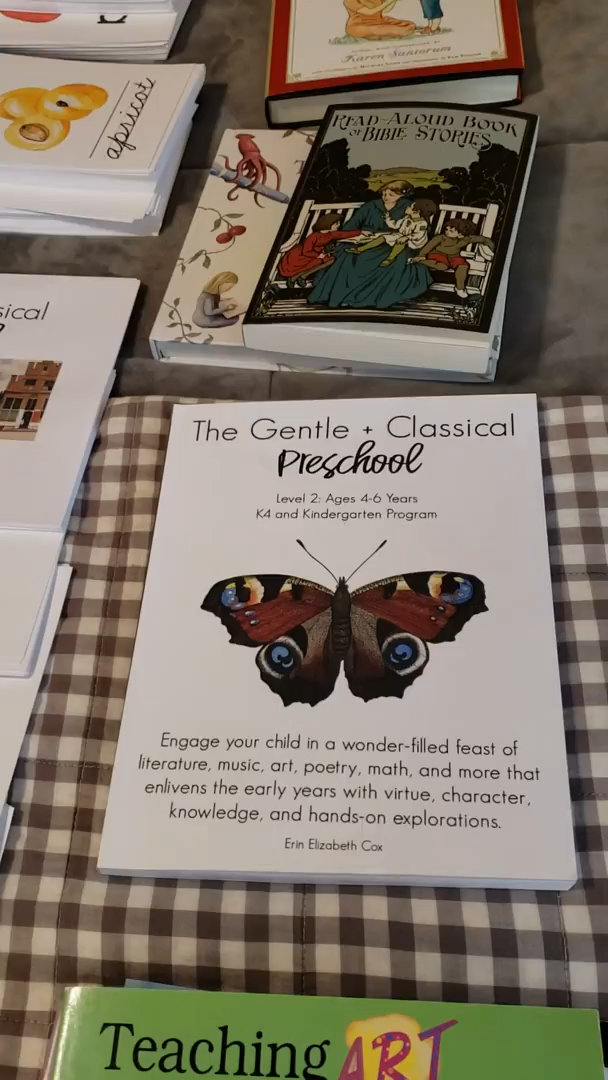 Karen Santorum
apricot
READ-ALOUD BOOK
OF BIBLE STORIES
sical
The Gentle + Classical
Preschool
Level 2: Ages 4-6 Years
K4 and Kindergarten Program
Engage your child in a wonder-filled feast of
literature, music, art, poetry, math, and more that
enlivens the early years with virtue, character,
knowledge, and hands-on explorations.
Erin Elizabeth Cox
Teaching ART